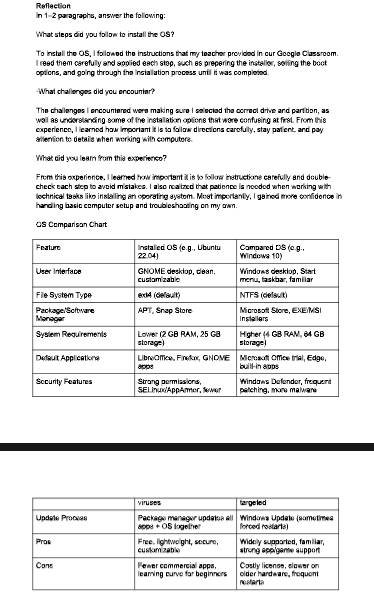 Reflection
In 1–2 paragraphs, answer the following:
What steps did you follow to install the OS?
To install the OS, I followed the instructions that my teacher provided in our Google Classroom.
I read them carefully and applied each step, such as preparing the installer, setting the boot
options, and going through the installation process until it was completed.
·What challenges did you encounter?
The challenges I encountered were making sure I selected the correct drive and partition, as
well as understanding some of the installation options that were confusing at first. From this
experience, I learned how important it is to follow directions carefully, stay patient, and pay
attention to details when working with computers.
What did you learn from this experience?
From this experience, I learned how important it is to follow instructions carefully and double-
check each step to avoid mistakes. I also realized that patience is needed when working with
technical tasks like installing an operating system. Most importantly, I gained more confidence in
handling basic computer setup and troubleshooting on my own.
OS Comparison Chart
Feature Installed OS (e.g., Ubuntu 22.04) Compared OS (e.g., Windows 10)
User Interface GNOME desktop, clean, customizable Windows desktop, Start menu, taskbar, familiar
File System Type ext4 (default) NTFS (default)
Package/Software Manager APT, Snap Store Microsoft Store, EXE/MSI installers
System Requirements Lower (2 GB RAM, 25 GB storage) Higher (4 GB RAM, 64 GB storage)
Default Applications LibreOffice, Firefox, GNOME apps Microsoft Office trial, Edge, built-in apps
Security Features Strong permissions, SELinux/AppArmor, fewer Windows Defender, frequent patching, more malware
viruses targeted
Update Process Package manager updates all apps + OS together Windows Update (sometimes forced restarts)
Pros Free, lightweight, secure, customizable Widely supported, familiar, strong app/game support
Cons Fewer commercial apps, learning curve for beginners Costly license, slower on older hardware, frequent restarts